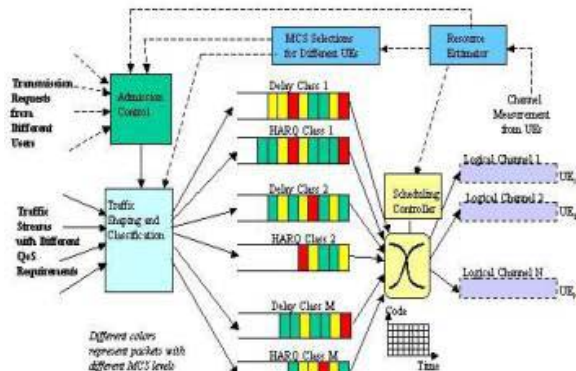 MCS Selections
for Different UEs
Resource
Estimator
Transmission
Requests
from
Different
Users
Admission
Control
Delay Class 1
Channel
Measurement
from UEs
HARQ Class 1
Logical Channel 1
UE
Traffic
Shaping and
Classification
Delay Class 2
Scheduling
Controller
Logical Channel 2
UE
Traffic
Streams
with Different
QoS
Requirements
HARQ Class 2
Logical Channel N
UE
Delay Class M
Code
Different colors
represent packets with
different MCS levels
HARQ Class M
Time